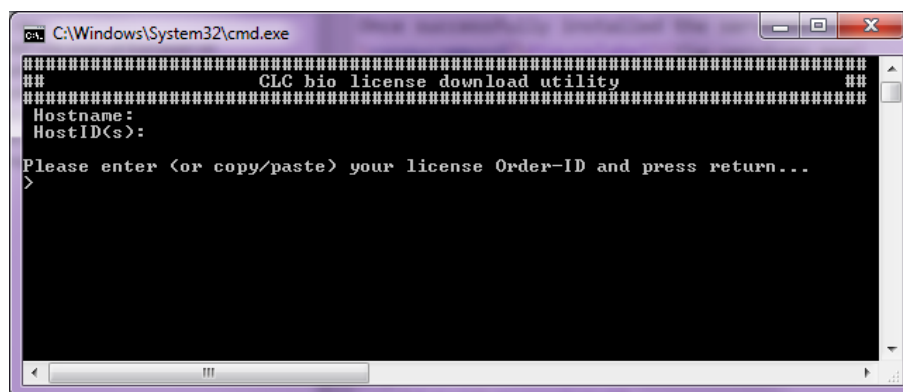 C:\Windows\System32\cmd.exe
##########################################################################
## CLC bio license download utility ##
##########################################################################
Hostname:
HostID(s):
Please enter (or copy/paste) your license Order-ID and press return...
>